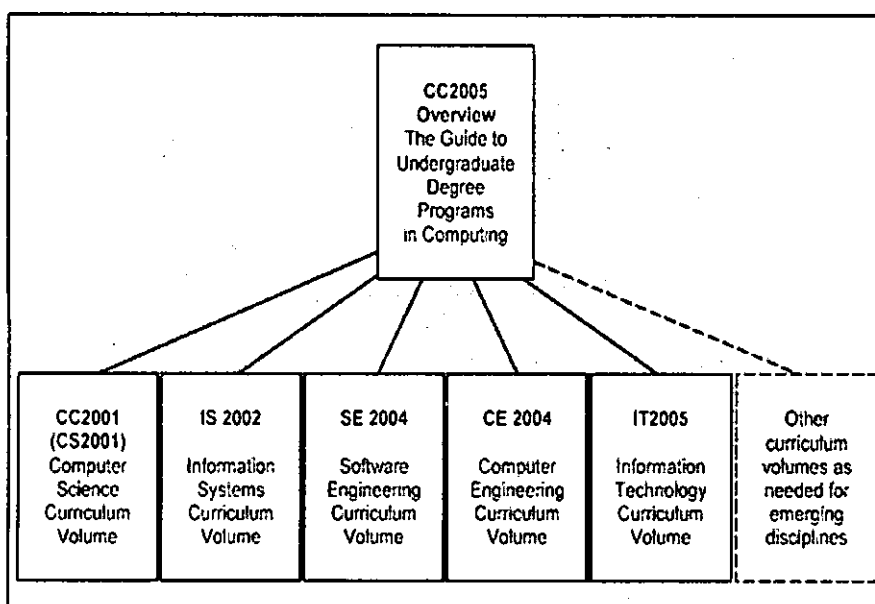 CC2005
Overview
The Guide to
Undergraduate
Degree
Programs
in Computing
CC2001
(CS2001)
Computer
Science
Curriculum
Volume
IS 2002
Information
Systems
Curriculum
Volume
SE 2004
Software
Engineering
Curriculum
Volume
CE 2004
Computer
Engineering
Curriculum
Volume
IT2005
Information
Technology
Curriculum
Volume
Other
curriculum
volumes as
needed for
emerging
disciplines